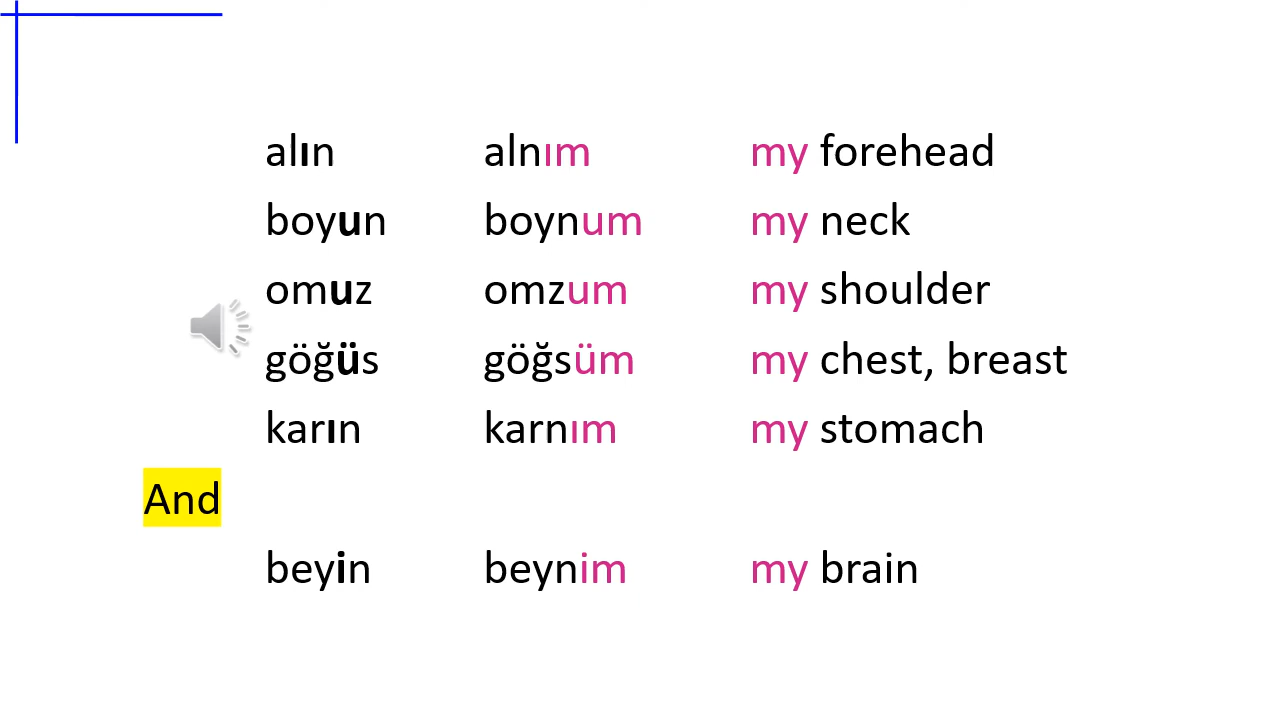 alın alnım my forehead
boyun boynum my neck
omuz omzum my shoulder
göğüs göğsüm my chest, breast
karın karnım my stomach
And
beyin beynim my brain